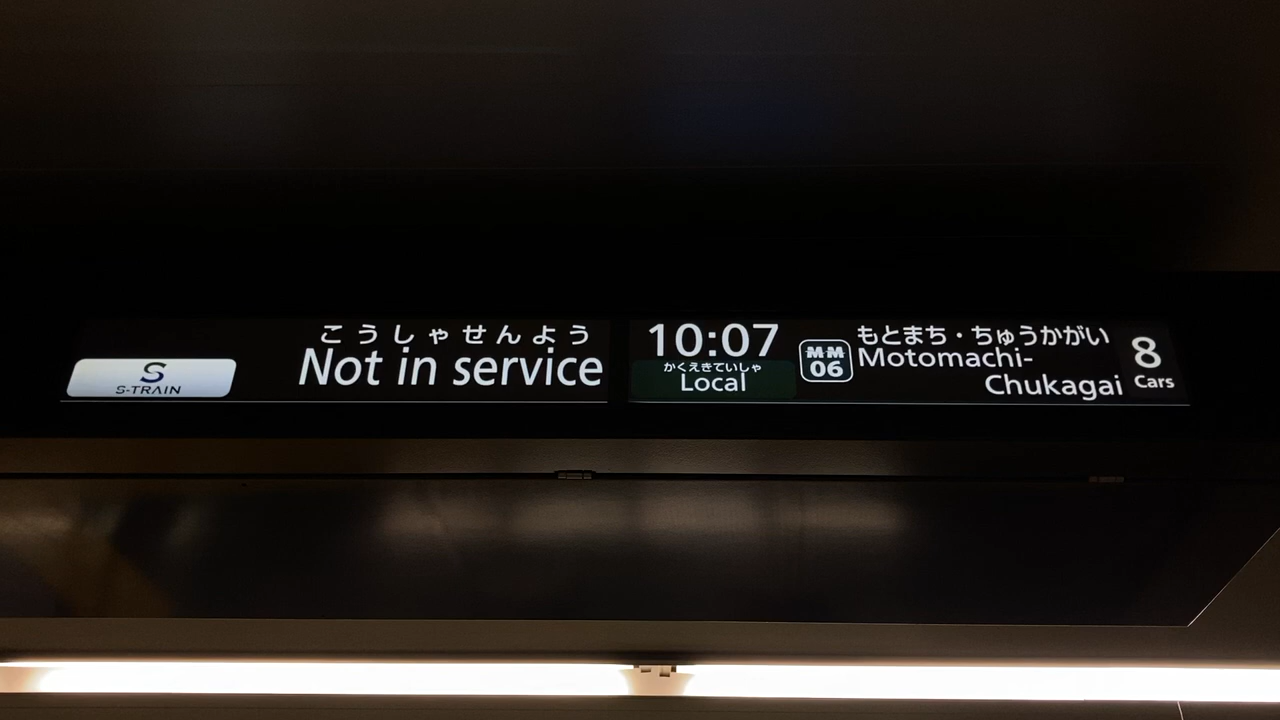 こうしゃせんよう
Not in service
S
S-TRAIN
10:07
かくえきていしゃ
Local
MM
06
もとまち・ちゅうかがい
Motomachi-
Chukagai
8
Cars